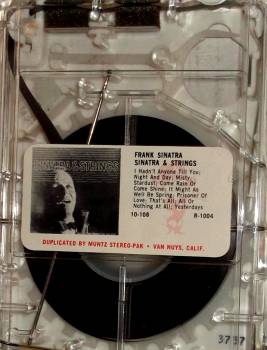 SINATRA & STRINGS
FRANK SINATRA
SINATRA & STRINGS
I Hadn't Anyone Till You;
Night And Day; Misty
Stardust; Come Rain Or
Come Shine; It Might As
Well Be Spring; Prisoner Of
Love; That's All; All Or
Nothing At All; Yesterdays
10-108 R-1004
DUPLICATED BY MUNTZ STEREO-PAK • VAN NUYS, CALIF.
3787